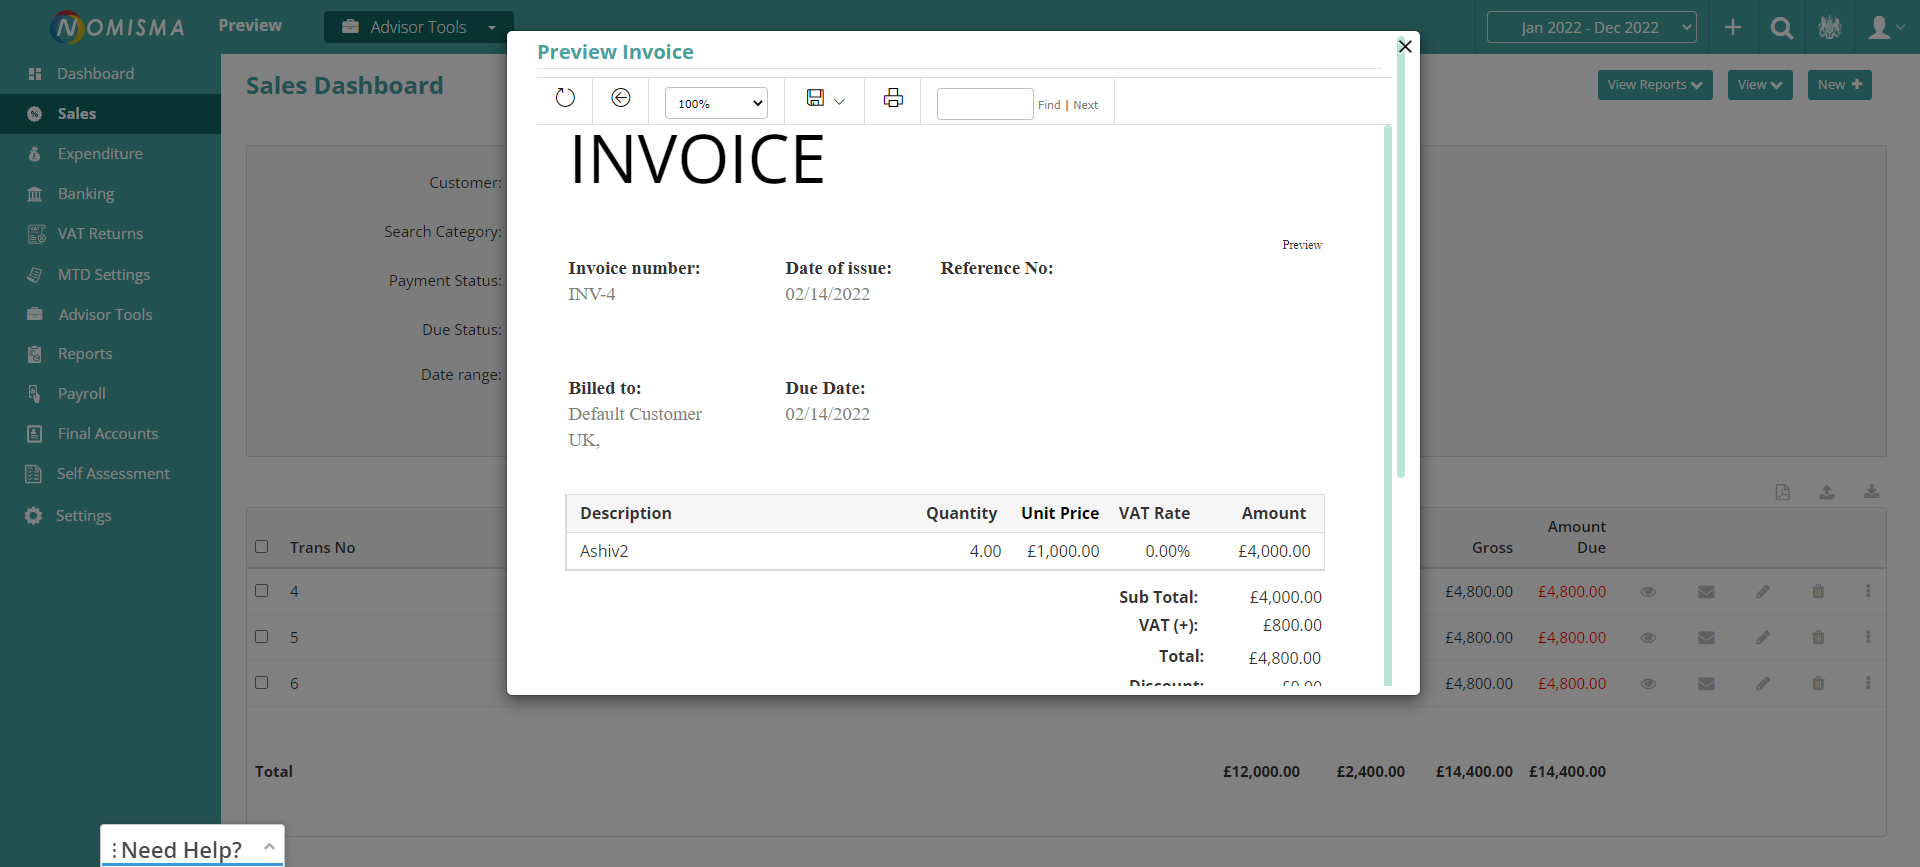 NOMISMA
Preview
Advisor Tools
Jan 2022 - Dec 2022
Dashboard
Sales
Expenditure
Banking
VAT Returns
MTD Settings
Advisor Tools
Reports
Payroll
Final Accounts
Self Assessment
Settings
Sales Dashboard
View Reports
View
New
Customer:
Search Category:
Payment Status:
Due Status:
Date range:
Preview Invoice
100%
Find | Next
INVOICE
Preview
Invoice number: Date of issue: Reference No:
INV-4 02/14/2022
Billed to: Due Date:
Default Customer 02/14/2022
UK,
Description Quantity Unit Price VAT Rate Amount
Ashiv2 4.00 £1,000.00 0.00% £4,000.00
Sub Total: £4,000.00
VAT (+): £800.00
Total: £4,800.00
Discount: £0.00
Amount
Trans No Gross Due
4 £4,800.00 £4,800.00
5 £4,800.00 £4,800.00
6 £4,800.00 £4,800.00
Total £12,000.00 £2,400.00 £14,400.00 £14,400.00
Need Help?